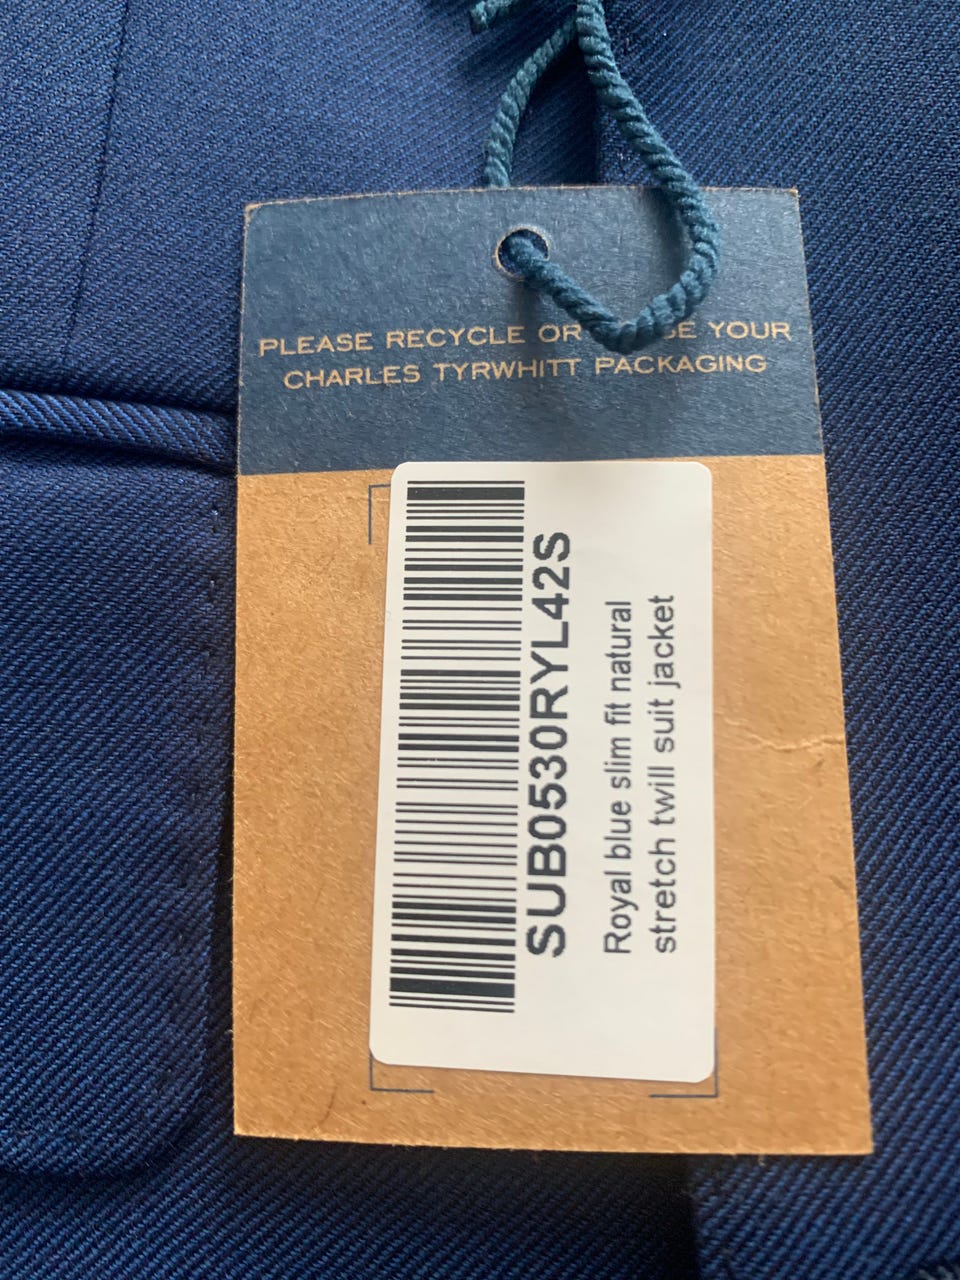 PLEASE RECYCLE OR YOUR
CHARLES TYRWHITT PACKAGING
SUB0530RYL42S
Royal blue slim fit natural
stretch twill suit jacket